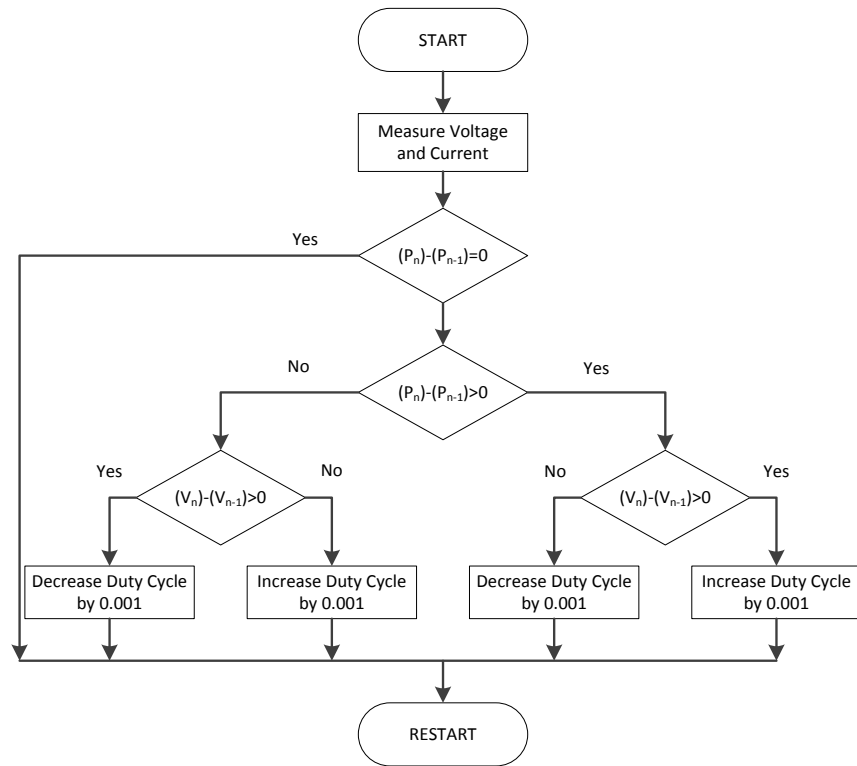 START
Measure Voltage
and Current
Yes
(Pn)-(Pn-1)=0
No
(Pn)-(Pn-1)>0
Yes
Yes
(Vn)-(Vn-1)>0
No
No
(Vn)-(Vn-1)>0
Yes
Decrease Duty Cycle
by 0.001
Increase Duty Cycle
by 0.001
Decrease Duty Cycle
by 0.001
Increase Duty Cycle
by 0.001
RESTART